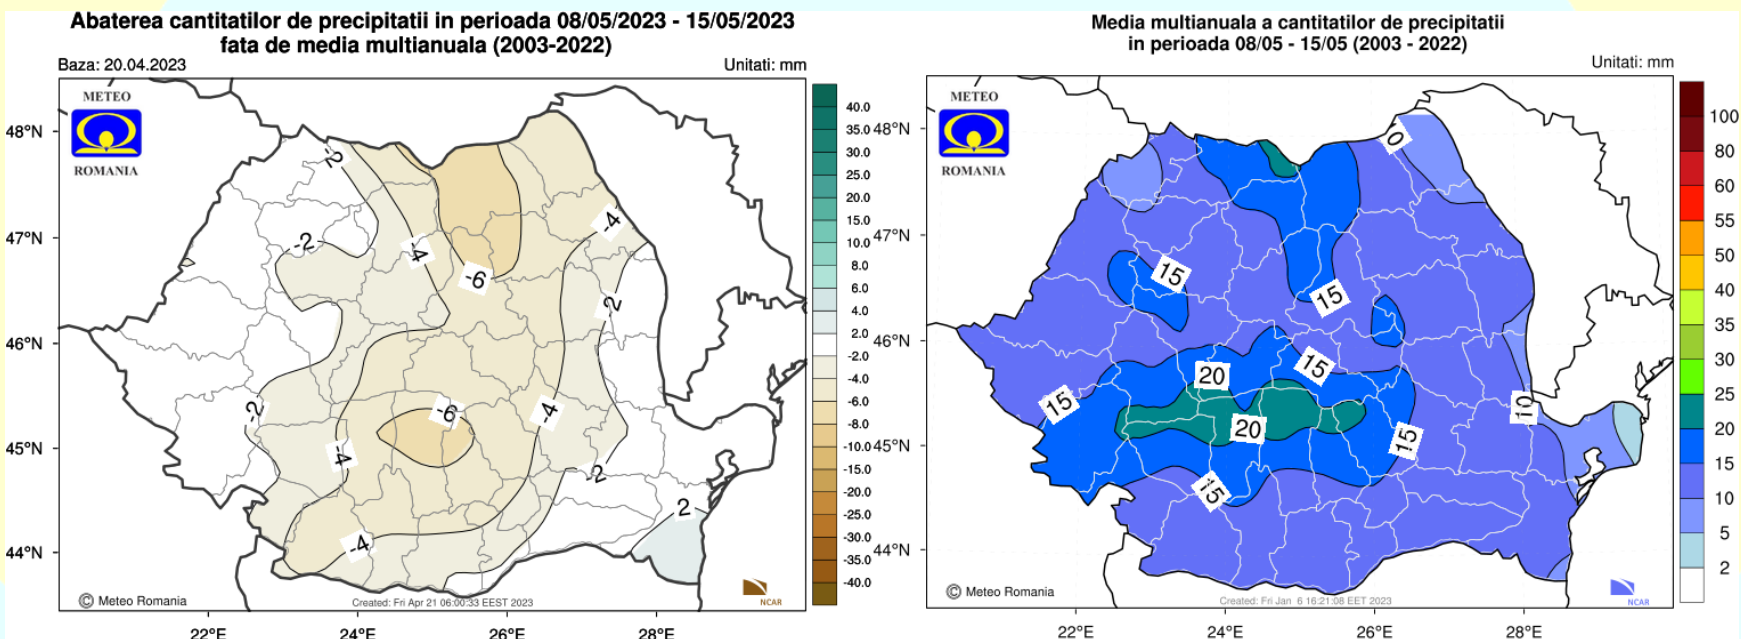 Abaterea cantitatilor de precipitatii in perioada 08/05/2023 - 15/05/2023
fata de media multianuala (2003-2022)
Baza: 20.04.2023
Unitati: mm
METEO
ROMANIA
48°N
47°N
46°N
45°N
44°N
-2
-2
-4
-4
-6
2
-2
-6
-4
-4
2
2
-4
40.0
35.0
30.0
25.0
20.0
15.0
10.0
8.0
6.0
4.0
2.0
-2.0
-4.0
-6.0
-8.0
-10.0
-15.0
-20.0
-25.0
-30.0
-35.0
-40.0
© Meteo Romania
Created: Fri Apr 21 06:00:33 EEST 2023
NCAR
22°E
24°E
26°E
28°E
Media multianuala a cantitatilor de precipitatii
in perioada 08/05 - 15/05 (2003 - 2022)
Unitati: mm
METEO
ROMANIA
48°N
47°N
46°N
45°N
44°N
0
15
15
20
15
15
10
20
15
15
100
80
60
55
50
40
35
30
25
20
15
10
5
2
© Meteo Romania
Created: Fri Jan 6 16:21:08 EET 2023
NCAR
22°E
24°E
26°E
28°E